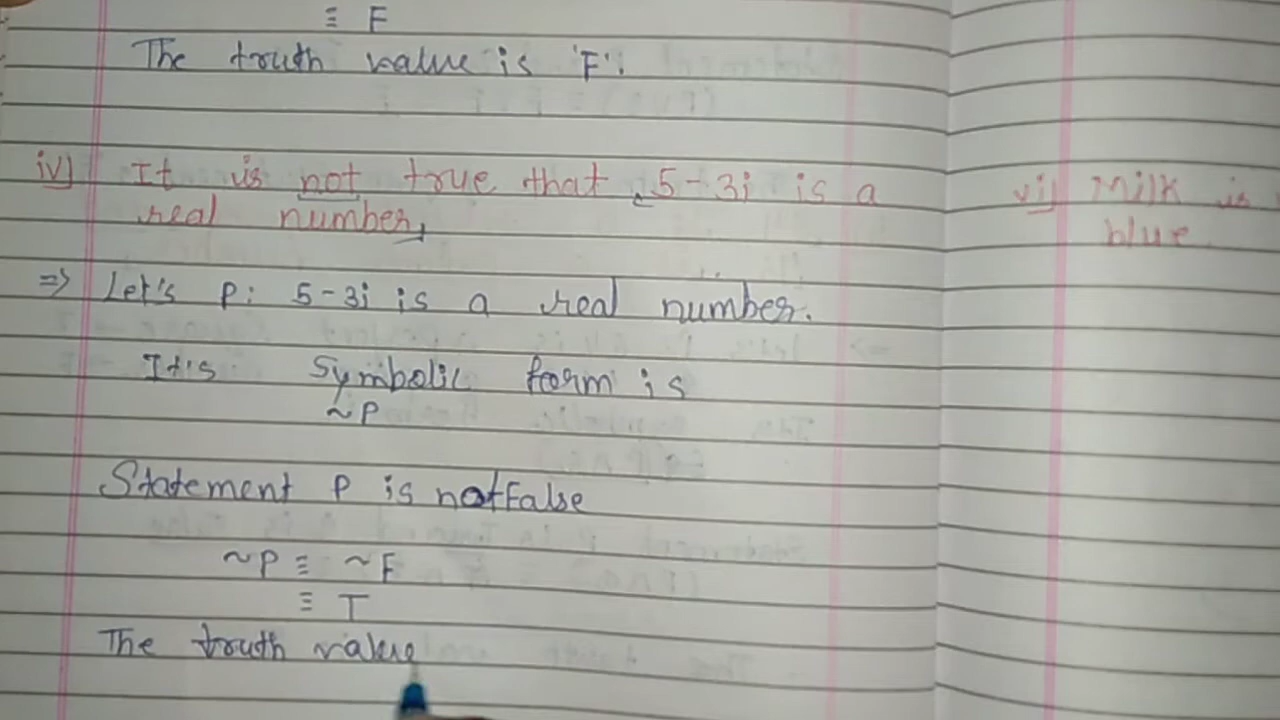 ≡ F
The truth value is 'F'.
iv) It is not true that 5-3i is a
real number,
⇒ Let's p: 5-3i is a real number.
It's symbolic form is
~P
Statement P is notFalse
~P ≡ ~F
≡ T
The truth value
vi) Milk is
blue